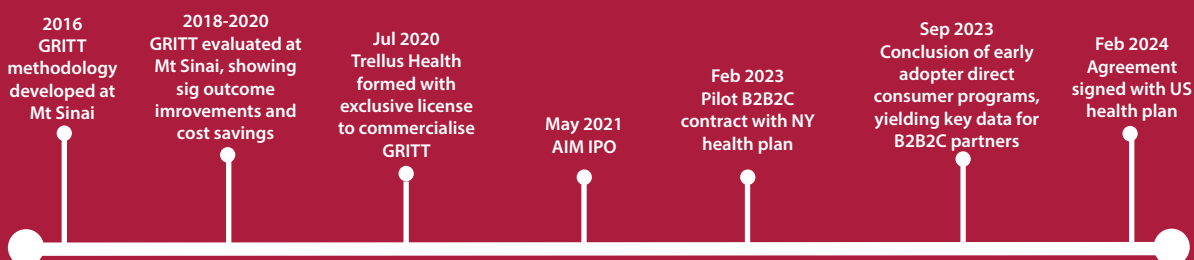 2016
GRITT
methodology
developed at
Mt Sinai
2018-2020
GRITT evaluated at
Mt Sinai, showing
sig outcome
imrovements and
cost savings
Jul 2020
Trellus Health
formed with
exclusive license
to commercialise
GRITT
May 2021
AIM IPO
Feb 2023
Pilot B2B2C
contract with NY
health plan
Sep 2023
Conclusion of early
adopter direct
consumer programs,
yielding key data for
B2B2C partners
Feb 2024
Agreement
signed with US
health plan